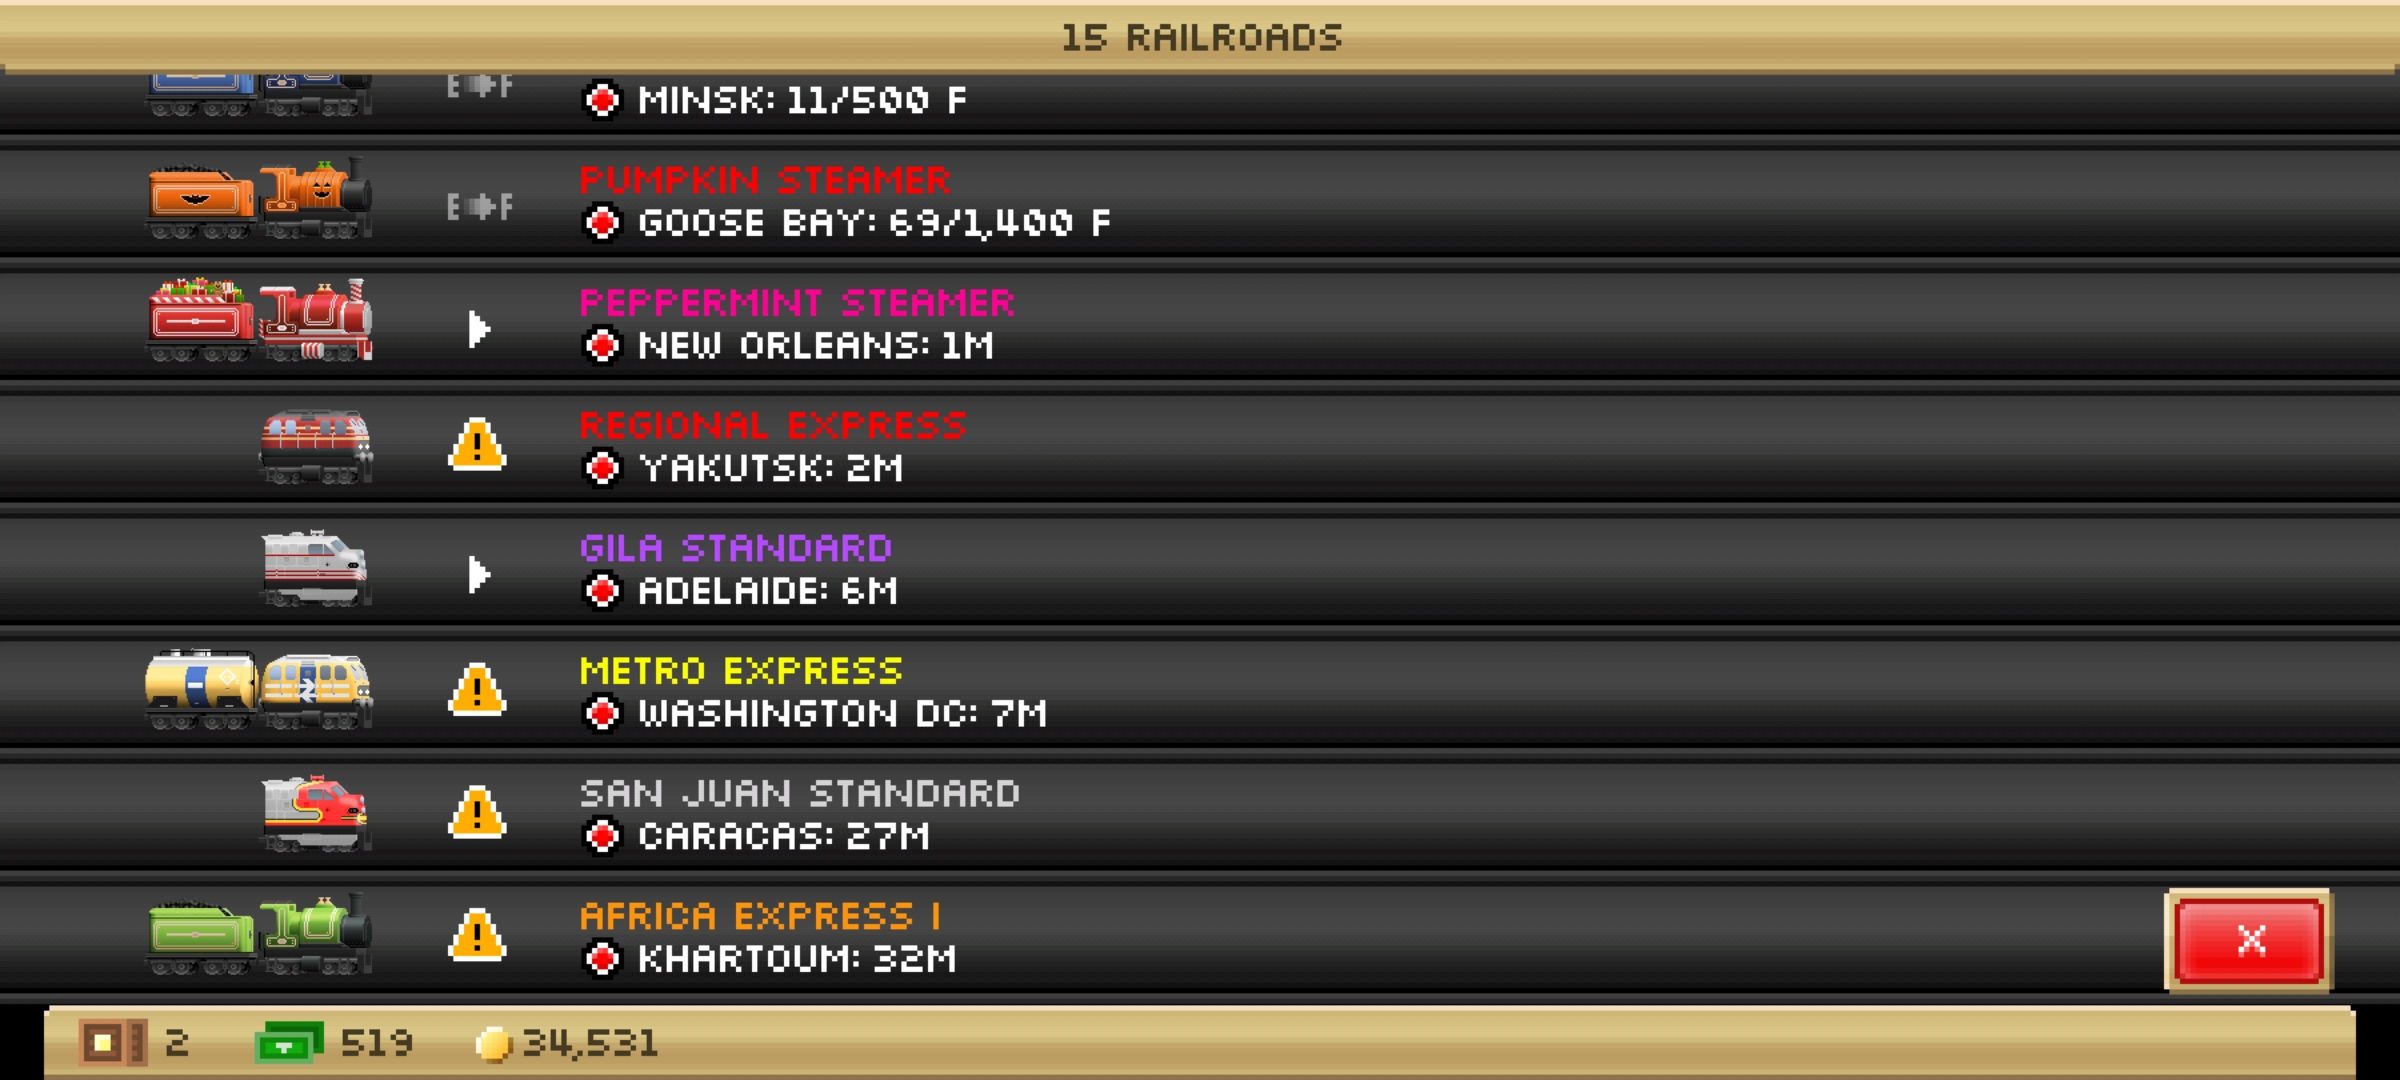 15 RAILROADS
E F
MINSK: 11/500 F
PUMPKIN STEAMER
E F
GOOSE BAY: 69/1,400 F
PEPPERMINT STEAMER
NEW ORLEANS: 1M
REGIONAL EXPRESS
YAKUTSK: 2M
GILA STANDARD
ADELAIDE: 6M
METRO EXPRESS
WASHINGTON DC: 7M
SAN JUAN STANDARD
CARACAS: 27M
AFRICA EXPRESS I
KHARTOUM: 32M
X
2 519 34,531